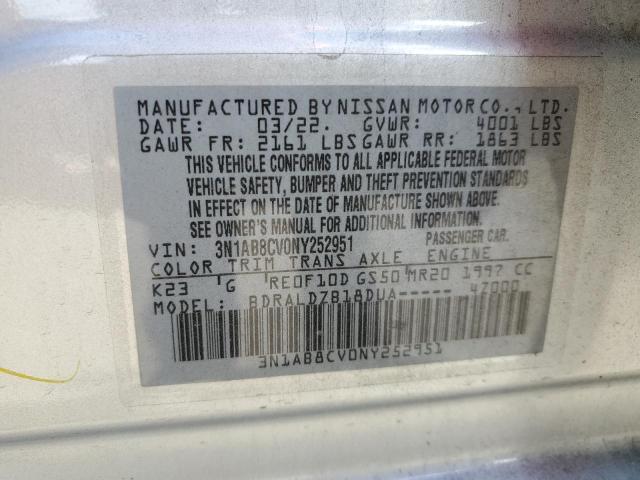 MANUFACTURED BY NISSAN MOTOR CO., LTD.
DATE: 03/22. GVWR: 4001 LBS
GAWR FR: 2161 LBS GAWR RR: 1863 LBS
THIS VEHICLE CONFORMS TO ALL APPLICABLE FEDERAL MOTOR
VEHICLE SAFETY, BUMPER AND THEFT PREVENTION STANDARDS
IN EFFECT ON THE DATE OF MANUFACTURE SHOWN ABOVE.
SEE OWNER'S MANUAL FOR ADDITIONAL INFORMATION.
VIN: 3N1AB8CV0NY252951 PASSENGER CAR.
COLOR TRIM TRANS AXLE ENGINE
K23 G RE0F10D GS50 MR20 1997 CC
MODEL: BDRALDZB18DUA----- 47000
3N1AB8CV0NY252951